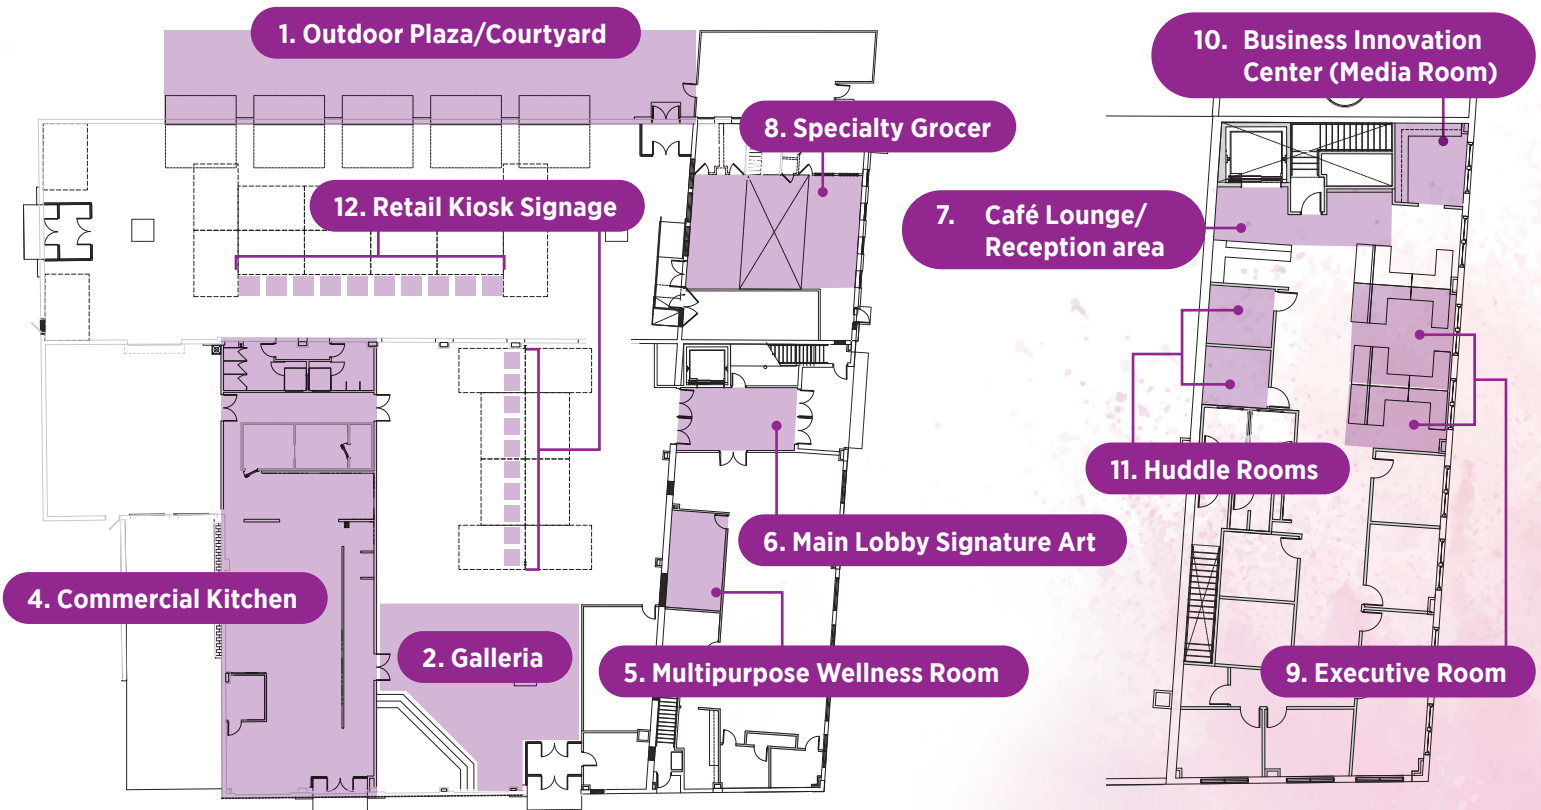 1. Outdoor Plaza/Courtyard
10. Business Innovation
Center (Media Room)
8. Specialty Grocer
12. Retail Kiosk Signage
7. Café Lounge/
Reception area
11. Huddle Rooms
6. Main Lobby Signature Art
4. Commercial Kitchen
2. Galleria
5. Multipurpose Wellness Room
9. Executive Room